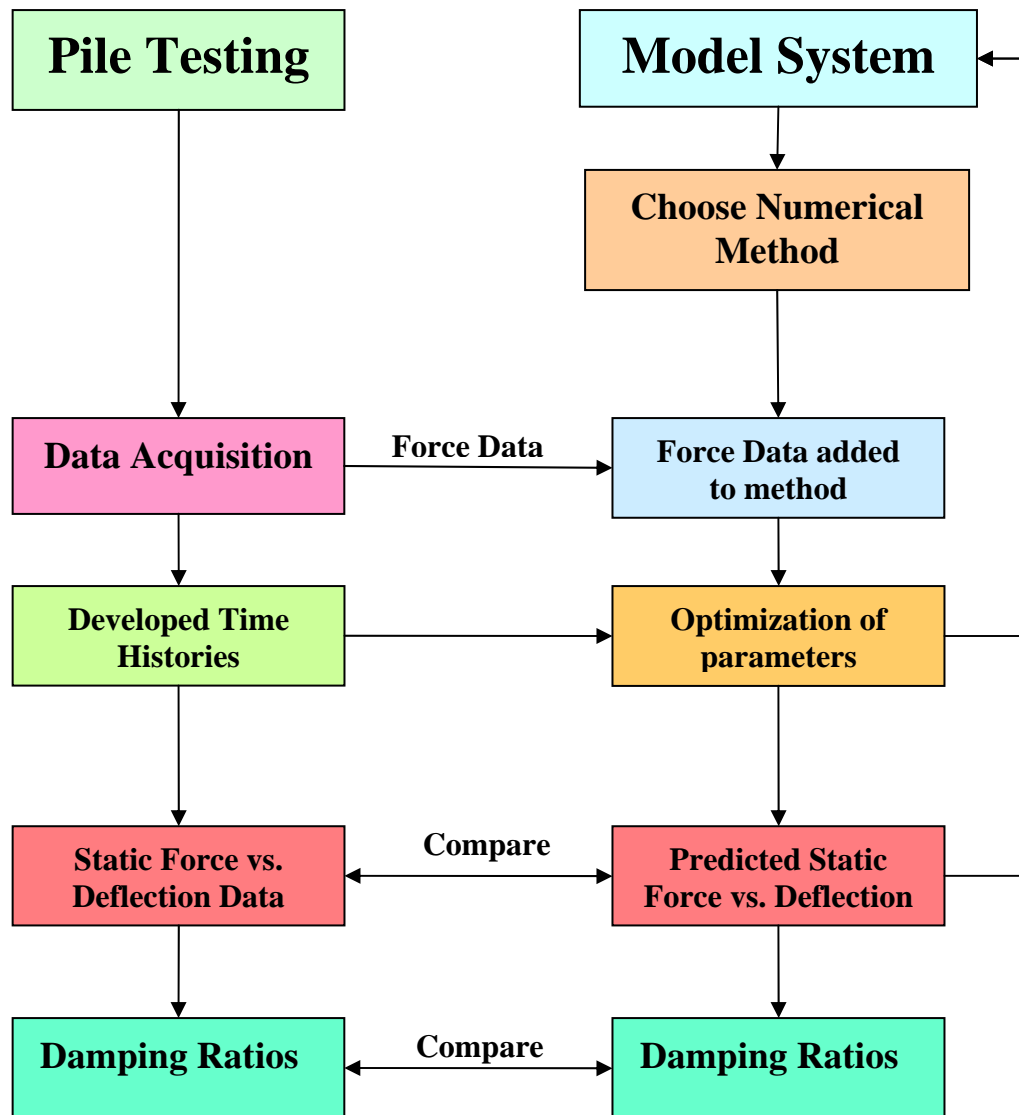 Pile Testing
Model System
Choose Numerical
Method
Data Acquisition
Force Data
Force Data added
to method
Developed Time
Histories
Optimization of
parameters
Static Force vs.
Deflection Data
Compare
Predicted Static
Force vs. Deflection
Damping Ratios
Compare
Damping Ratios